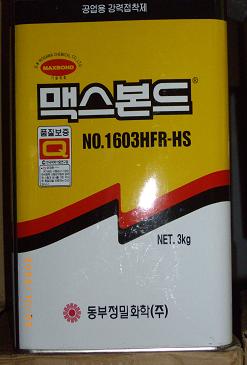 공업용 강력접착제
MAXBOND
맥스본드®
품질보증
Q
NO.1603HFR-HS
NET. 3kg
동부정밀화학(주)